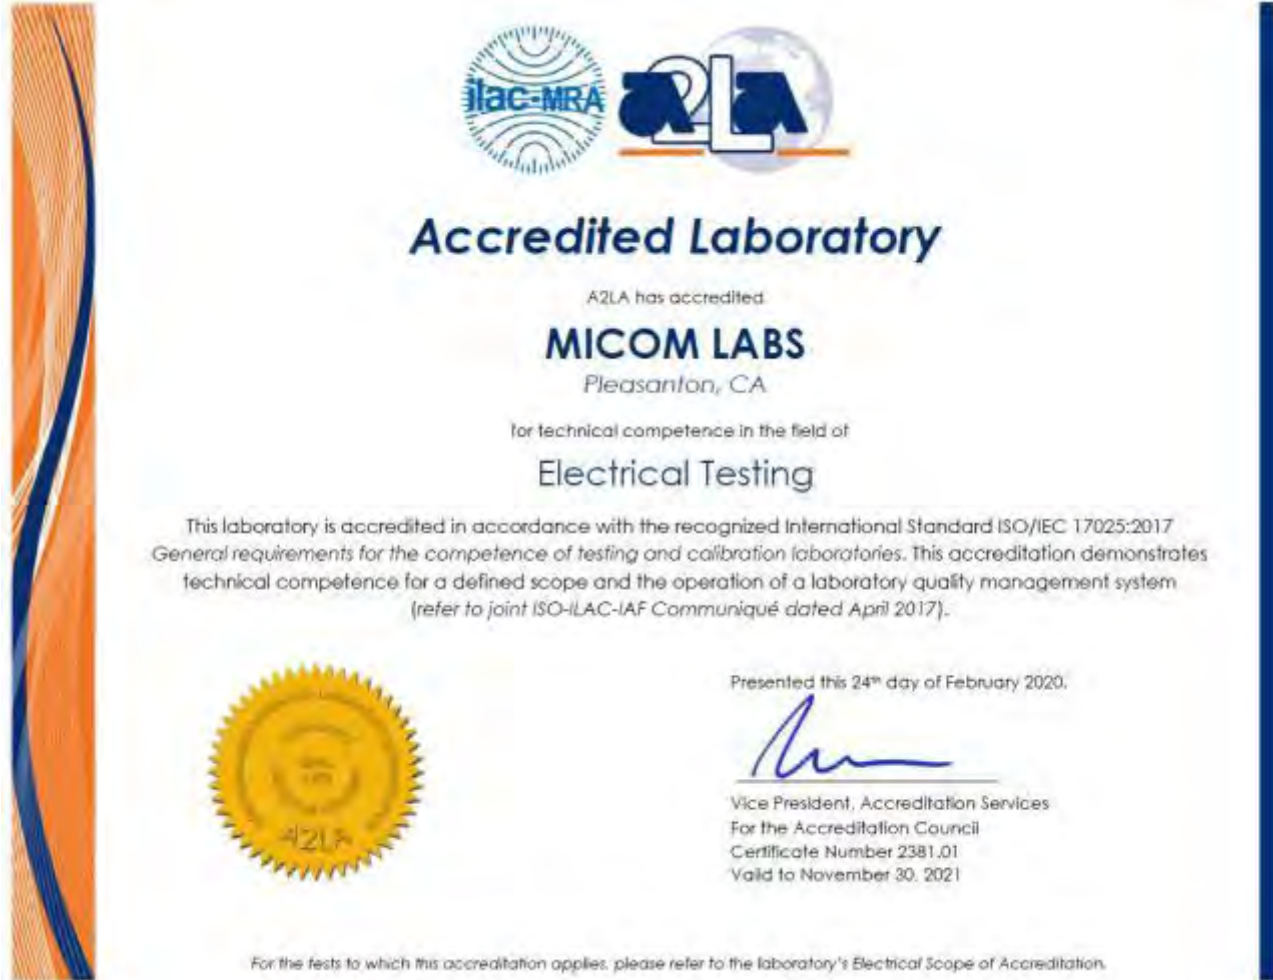 ilac-MRA
A2LA
Accredited Laboratory
A2LA has accredited
MICOM LABS
Pleasanton, CA
for technical competence in the field of
Electrical Testing
This laboratory is accredited in accordance with the recognized International Standard ISO/IEC 17025:2017
General requirements for the competence of testing and calibration laboratories. This accreditation demonstrates
technical competence for a defined scope and the operation of a laboratory quality management system
(refer to joint ISO-ILAC-IAF Communiqué dated April 2017).
Presented this 24th day of February 2020.
Vice President, Accreditation Services
For the Accreditation Council
Certificate Number 2381.01
Valid to November 30, 2021
A2LA
For the tests to which this accreditation applies, please refer to the laboratory's Electrical Scope of Accreditation.